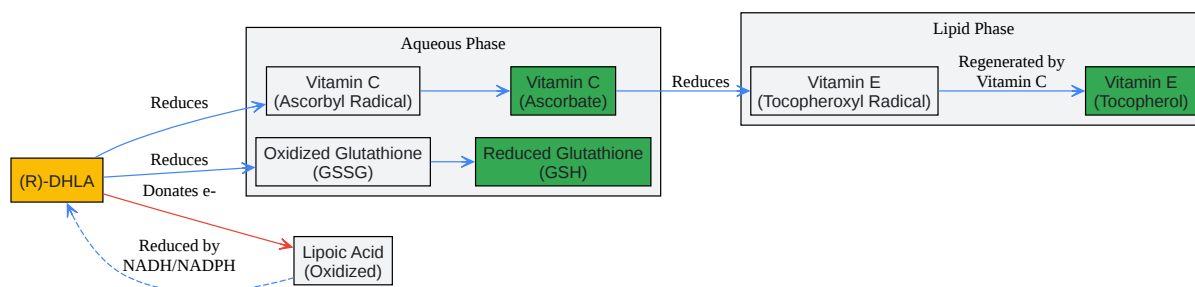 Aqueous Phase
Lipid Phase
Reduces
Vitamin C
(Ascorbyl Radical)
Vitamin C
(Ascorbate)
Reduces
Vitamin E
(Tocopheroxyl Radical)
Regenerated by
Vitamin C
Vitamin E
(Tocopherol)
(R)-DHLA
Reduces
Oxidized Glutathione
(GSSG)
Reduced Glutathione
(GSH)
Donates e-
Lipoic Acid
(Oxidized)
Reduced by
NADH/NADPH